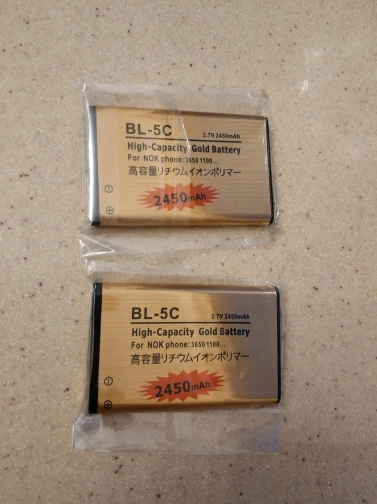 BL-5C
3.7V 2450mAh
High-Capacity Gold Battery
For NOK phone: 3650 1100...
高容量リチウムイオンポリマー
2450mAh
BL-5C
3.7V 2450mAh
High-Capacity Gold Battery
For NOK phone: 3650 1100...
高容量リチウムイオンポリマー
2450mAh